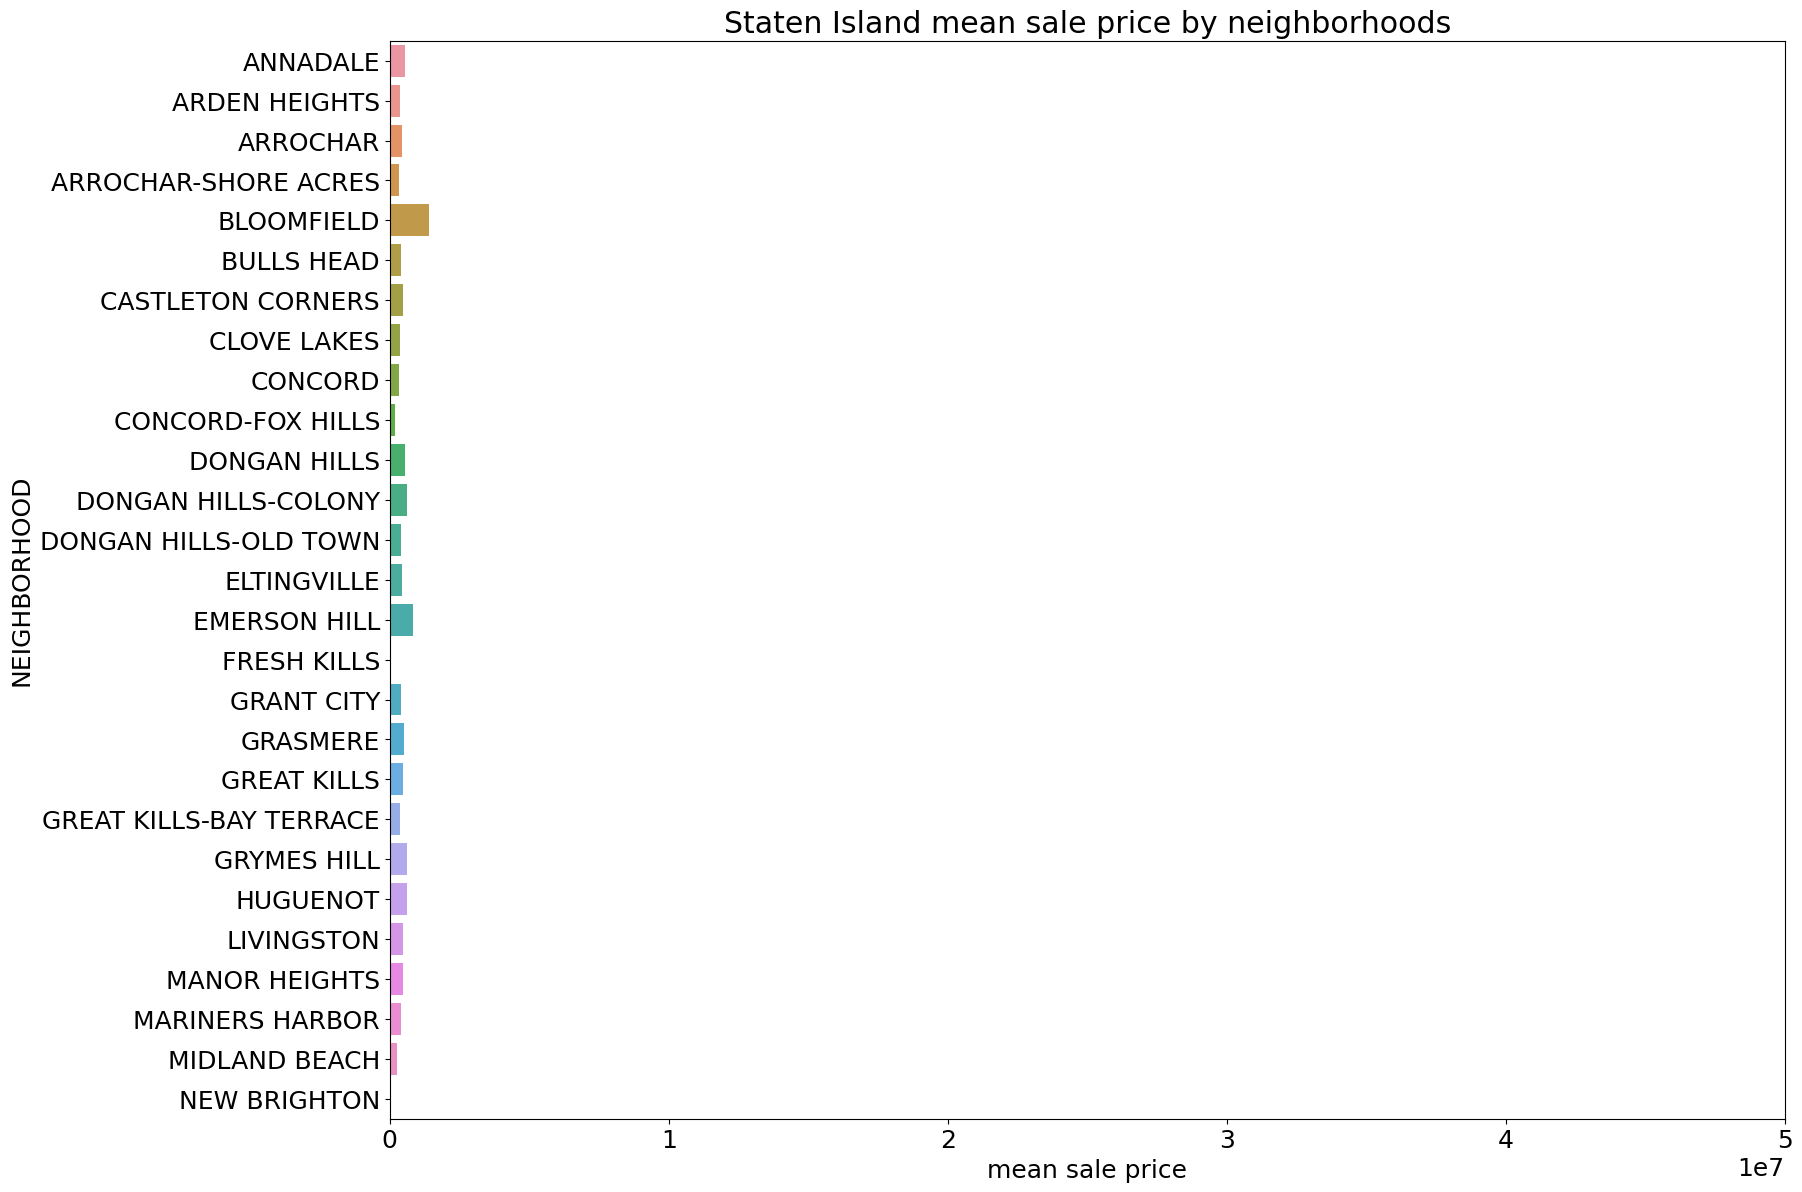 Staten Island mean sale price by neighborhoods
ANNADALE
ARDEN HEIGHTS
ARROCHAR
ARROCHAR-SHORE ACRES
BLOOMFIELD
BULLS HEAD
CASTLETON CORNERS
CLOVE LAKES
CONCORD
CONCORD-FOX HILLS
DONGAN HILLS
DONGAN HILLS-COLONY
DONGAN HILLS-OLD TOWN
ELTINGVILLE
EMERSON HILL
FRESH KILLS
GRANT CITY
GRASMERE
GREAT KILLS
GREAT KILLS-BAY TERRACE
GRYMES HILL
HUGUENOT
LIVINGSTON
MANOR HEIGHTS
MARINERS HARBOR
MIDLAND BEACH
NEW BRIGHTON
NEIGHBORHOOD
0 1 2 3 4 5
1e7
mean sale price